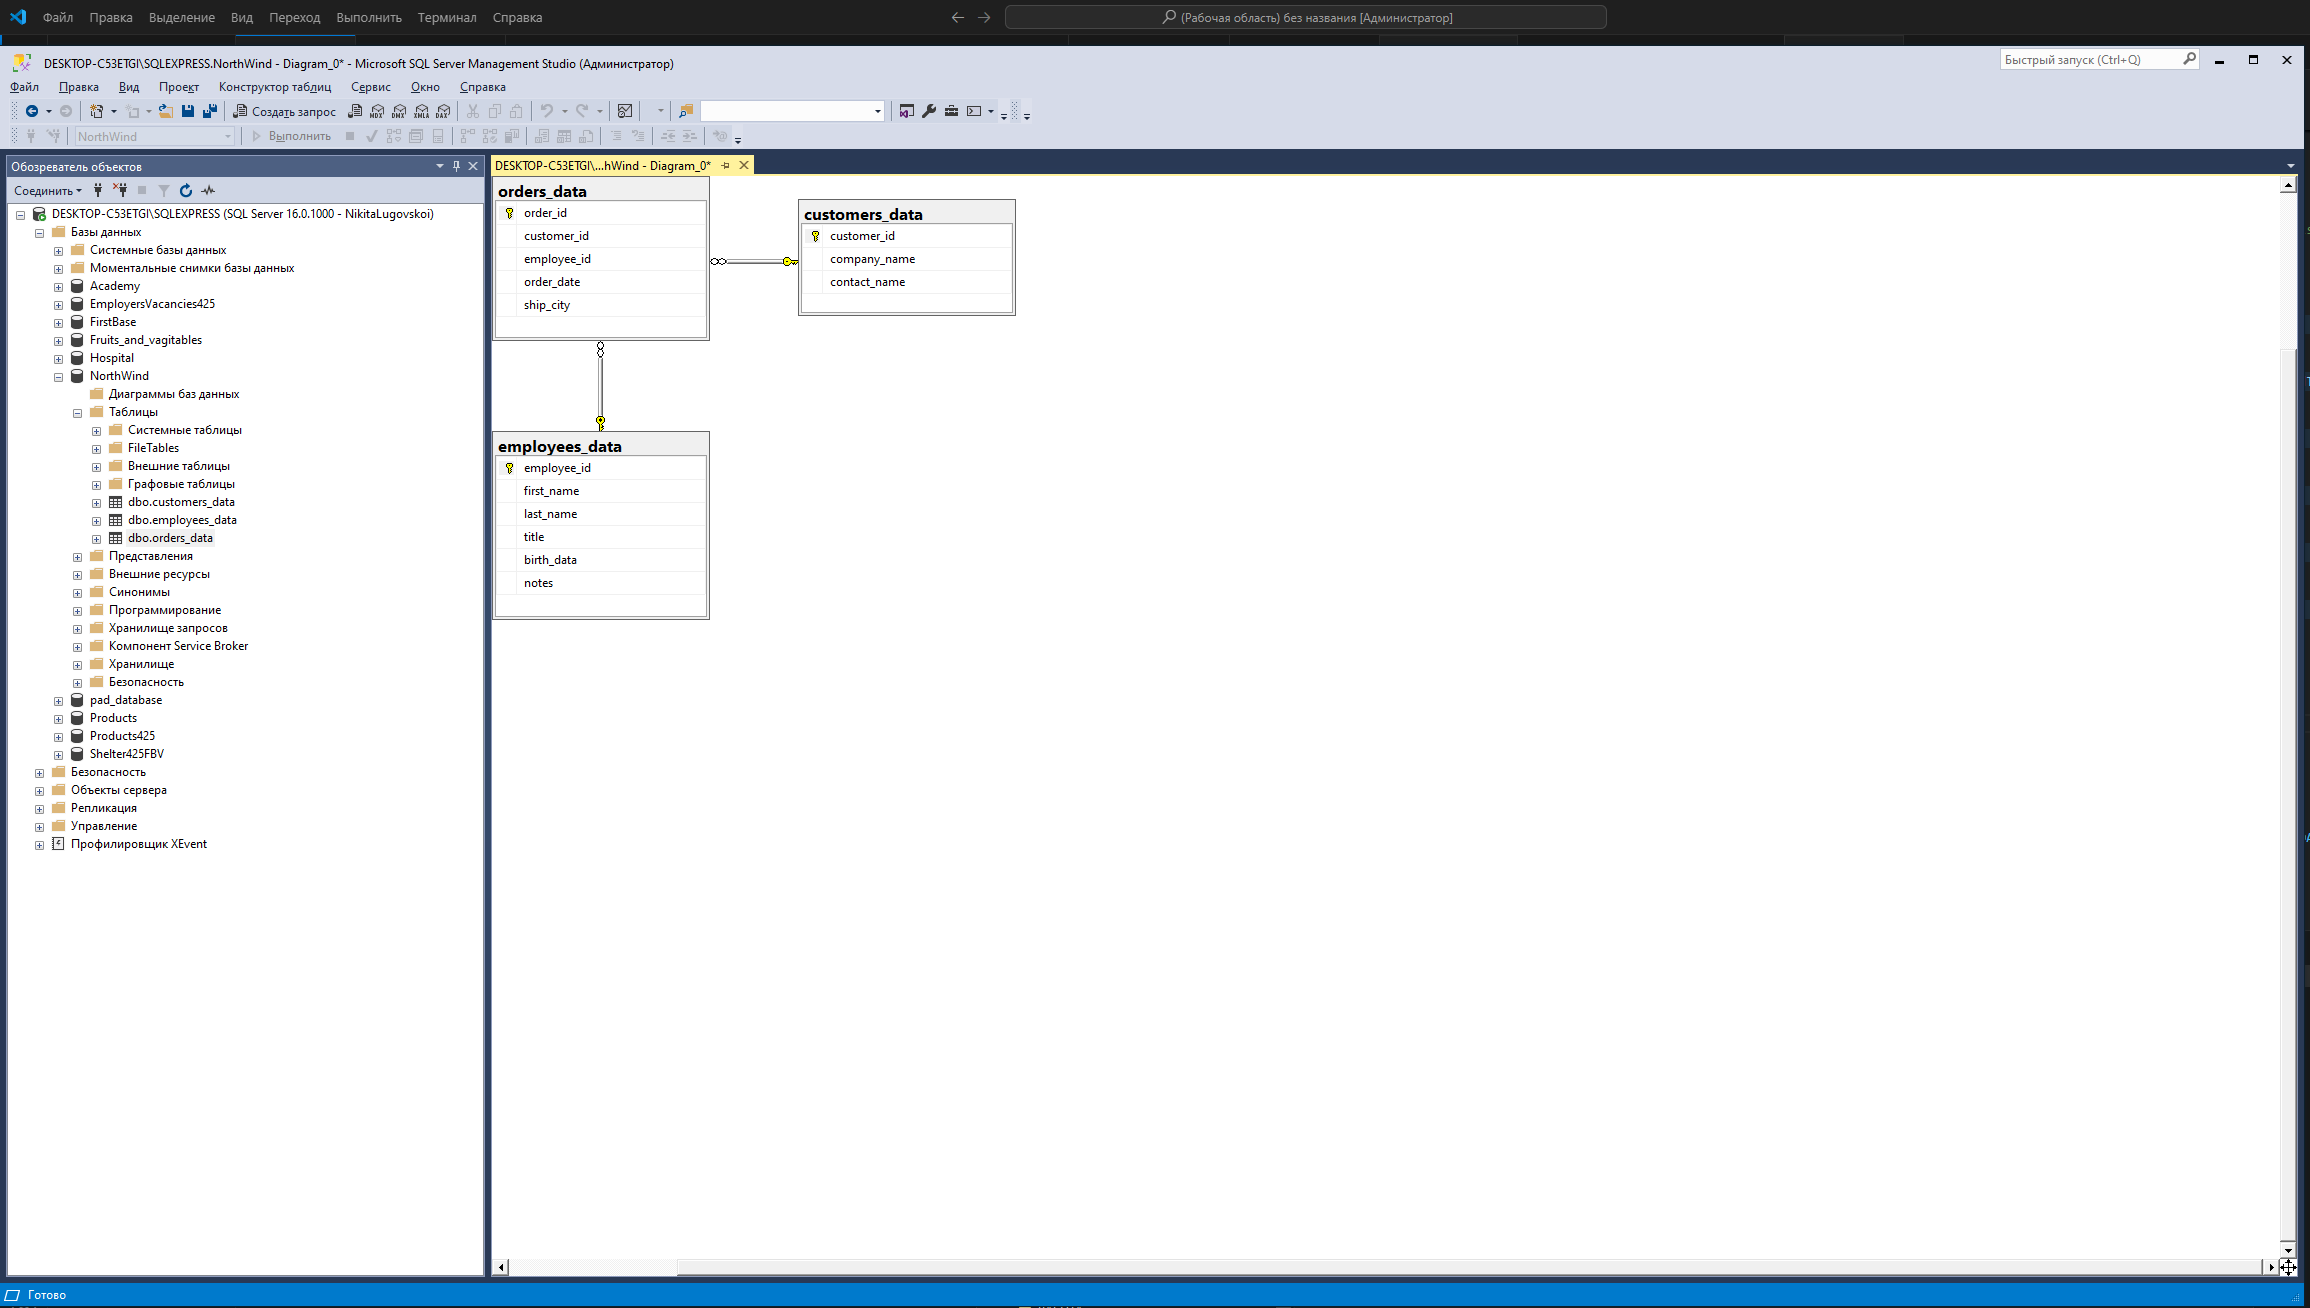 Файл Правка Выделение Вид Переход Выполнить Терминал Справка
(Рабочая область) без названия [Администратор]
DESKTOP-C53ETGI\SQLEXPRESS.NorthWind - Diagram_0* - Microsoft SQL Server Management Studio (Администратор)
Быстрый запуск (Ctrl+Q)
Файл Правка Вид Проект Конструктор таблиц Сервис Окно Справка
Создать запрос
MDX DMX XMLA DAX
NorthWind
Выполнить
Обозреватель объектов
DESKTOP-C53ETGI\...hWind - Diagram_0*
Соединить
DESKTOP-C53ETGI\SQLEXPRESS (SQL Server 16.0.1000 - NikitaLugovskoi)
Базы данных
Системные базы данных
Моментальные снимки базы данных
Academy
EmployersVacancies425
FirstBase
Fruits_and_vagitables
Hospital
NorthWind
Диаграммы баз данных
Таблицы
Системные таблицы
FileTables
Внешние таблицы
Графовые таблицы
dbo.customers_data
dbo.employees_data
dbo.orders_data
Представления
Внешние ресурсы
Синонимы
Программирование
Хранилище запросов
Компонент Service Broker
Хранилище
Безопасность
pad_database
Products
Products425
Shelter425FBV
Безопасность
Объекты сервера
Репликация
Управление
Профилировщик XEvent
orders_data
order_id
customer_id
employee_id
order_date
ship_city
customers_data
customer_id
company_name
contact_name
employees_data
employee_id
first_name
last_name
title
birth_data
notes
Готово